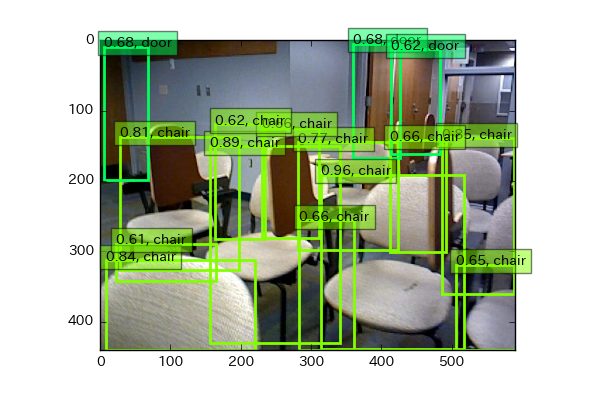 0.68, door
0.68, door
0.62, door
0.62, chair
0.81, chair
0.89, chair
0.77, chair
0.66, chair
0.96, chair
0.66, chair
0.61, chair
0.84, chair
0.65, chair
0
100
200
300
400
0
100
200
300
400
500